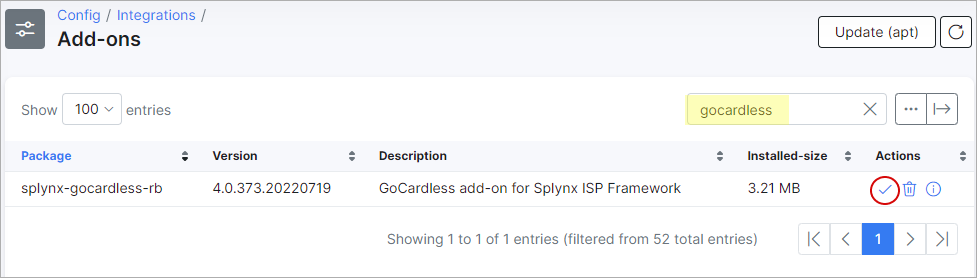 Config / Integrations /
Add-ons
Update (apt)
Show 100 entries
gocardless
Package Version Description Installed-size Actions
splynx-gocardless-rb 4.0.373.20220719 GoCardless add-on for Splynx ISP Framework 3.21 MB
Showing 1 to 1 of 1 entries (filtered from 52 total entries)
1